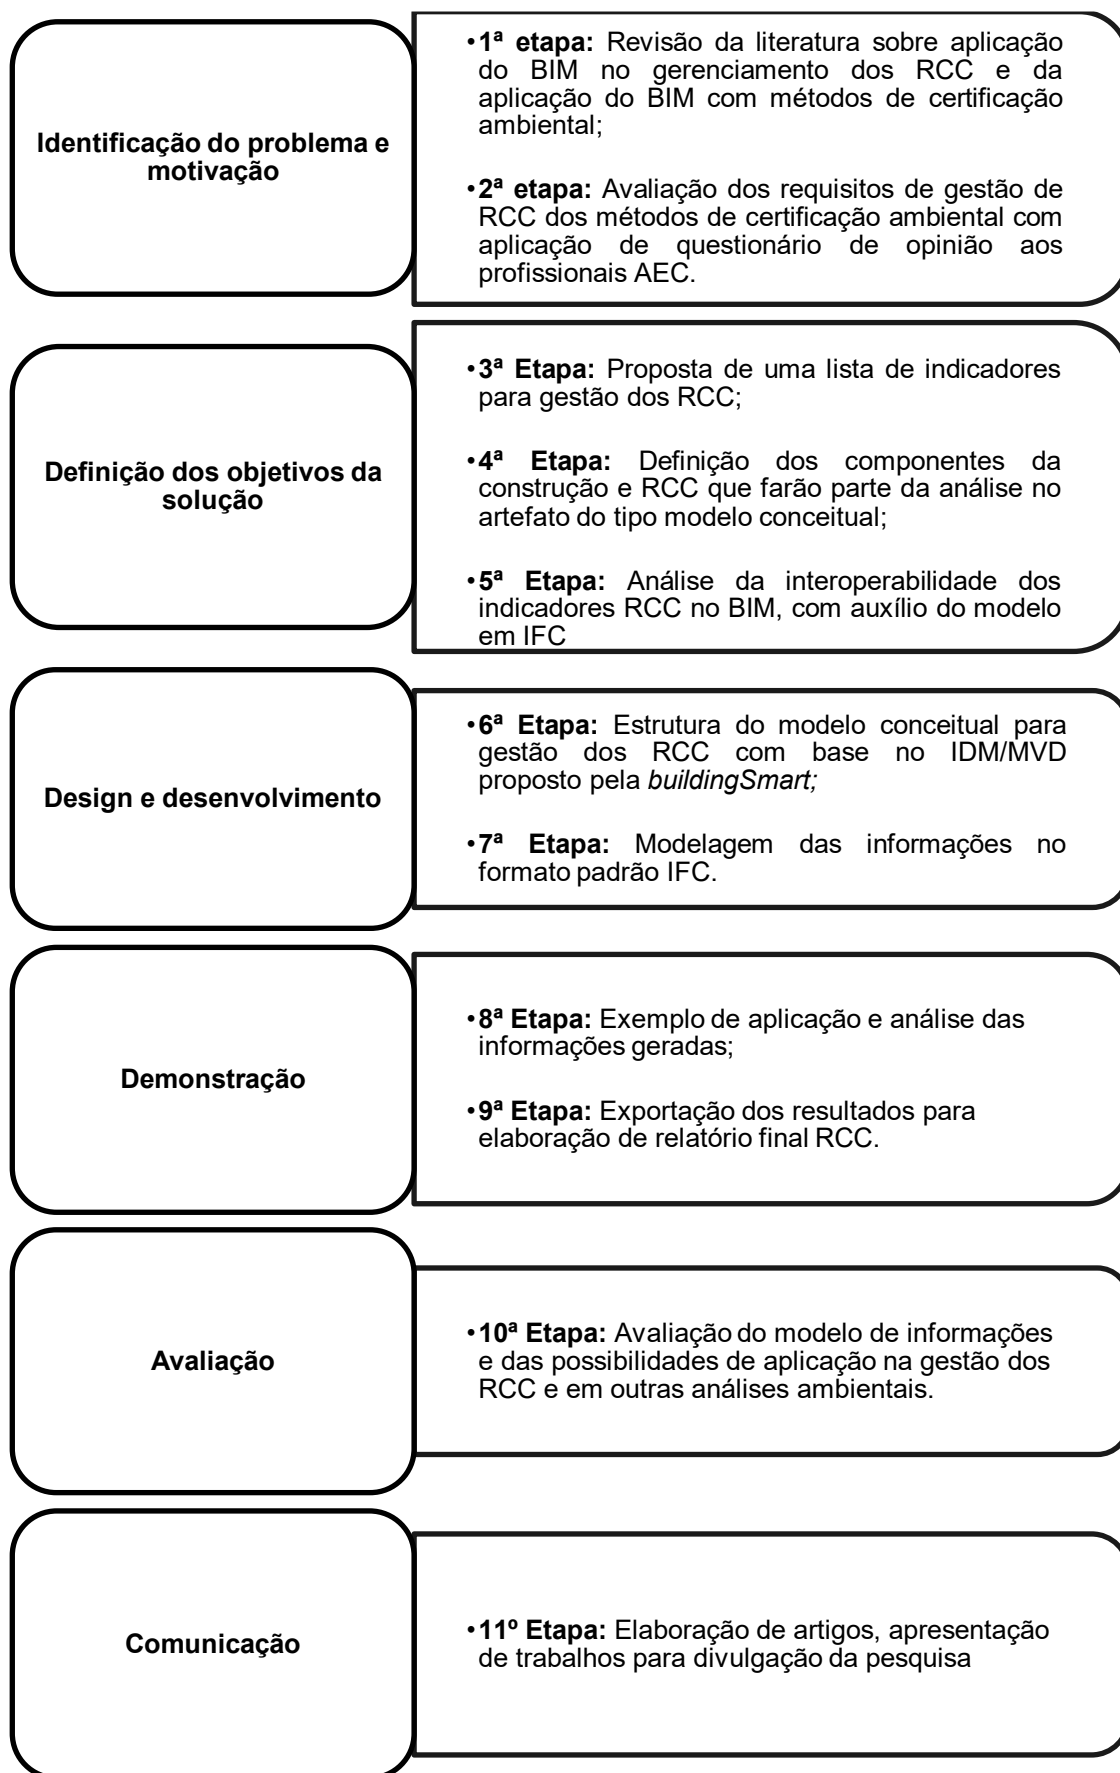 Identificação do problema e
motivação
•1ª etapa: Revisão da literatura sobre aplicação
do BIM no gerenciamento dos RCC e da
aplicação do BIM com métodos de certificação
ambiental;
•2ª etapa: Avaliação dos requisitos de gestão de
RCC dos métodos de certificação ambiental com
aplicação de questionário de opinião aos
profissionais AEC.
Definição dos objetivos da
solução
•3ª Etapa: Proposta de uma lista de indicadores
para gestão dos RCC;
•4ª Etapa: Definição dos componentes da
construção e RCC que farão parte da análise no
artefato do tipo modelo conceitual;
•5ª Etapa: Análise da interoperabilidade dos
indicadores RCC no BIM, com auxílio do modelo
em IFC
Design e desenvolvimento
•6ª Etapa: Estrutura do modelo conceitual para
gestão dos RCC com base no IDM/MVD
proposto pela buildingSmart;
•7ª Etapa: Modelagem das informações no
formato padrão IFC.
Demonstração
•8ª Etapa: Exemplo de aplicação e análise das
informações geradas;
•9ª Etapa: Exportação dos resultados para
elaboração de relatório final RCC.
Avaliação
•10ª Etapa: Avaliação do modelo de informações
e das possibilidades de aplicação na gestão dos
RCC e em outras análises ambientais.
Comunicação
•11º Etapa: Elaboração de artigos, apresentação
de trabalhos para divulgação da pesquisa